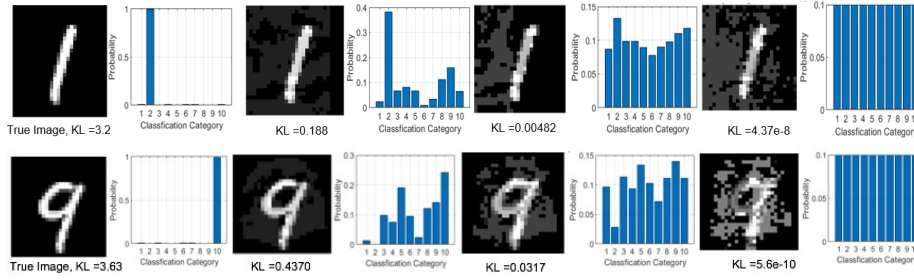 Probability
1
0.5
0
1 2 3 4 5 6 7 8 9 10
Classfication Category
True Image, KL =3.2
Probability
0.4
0.3
0.2
0.1
0
1 2 3 4 5 6 7 8 9 10
Classfication Category
KL =0.188
Probability
0.15
0.1
0.05
0
1 2 3 4 5 6 7 8 9 10
Classfication Category
KL =0.00482
Probability
0.1
0.05
0
1 2 3 4 5 6 7 8 9 1
Classfication Category
KL =4.37e-8
Probability
1
0.5
0
1 2 3 4 5 6 7 8 9 10
Classfication Category
True Image, KL =3.63
Probability
0.3
0.2
0.1
0
1 2 3 4 5 6 7 8 9 10
Classfication Category
KL =0.4370
Probability
0.15
0.1
0.05
0
1 2 3 4 5 6 7 8 9 10
Classfication Category
KL =0.0317
Probability
0.1
0.05
0
1 2 3 4 5 6 7 8 9 1
Classfication Category
KL =5.6e-10